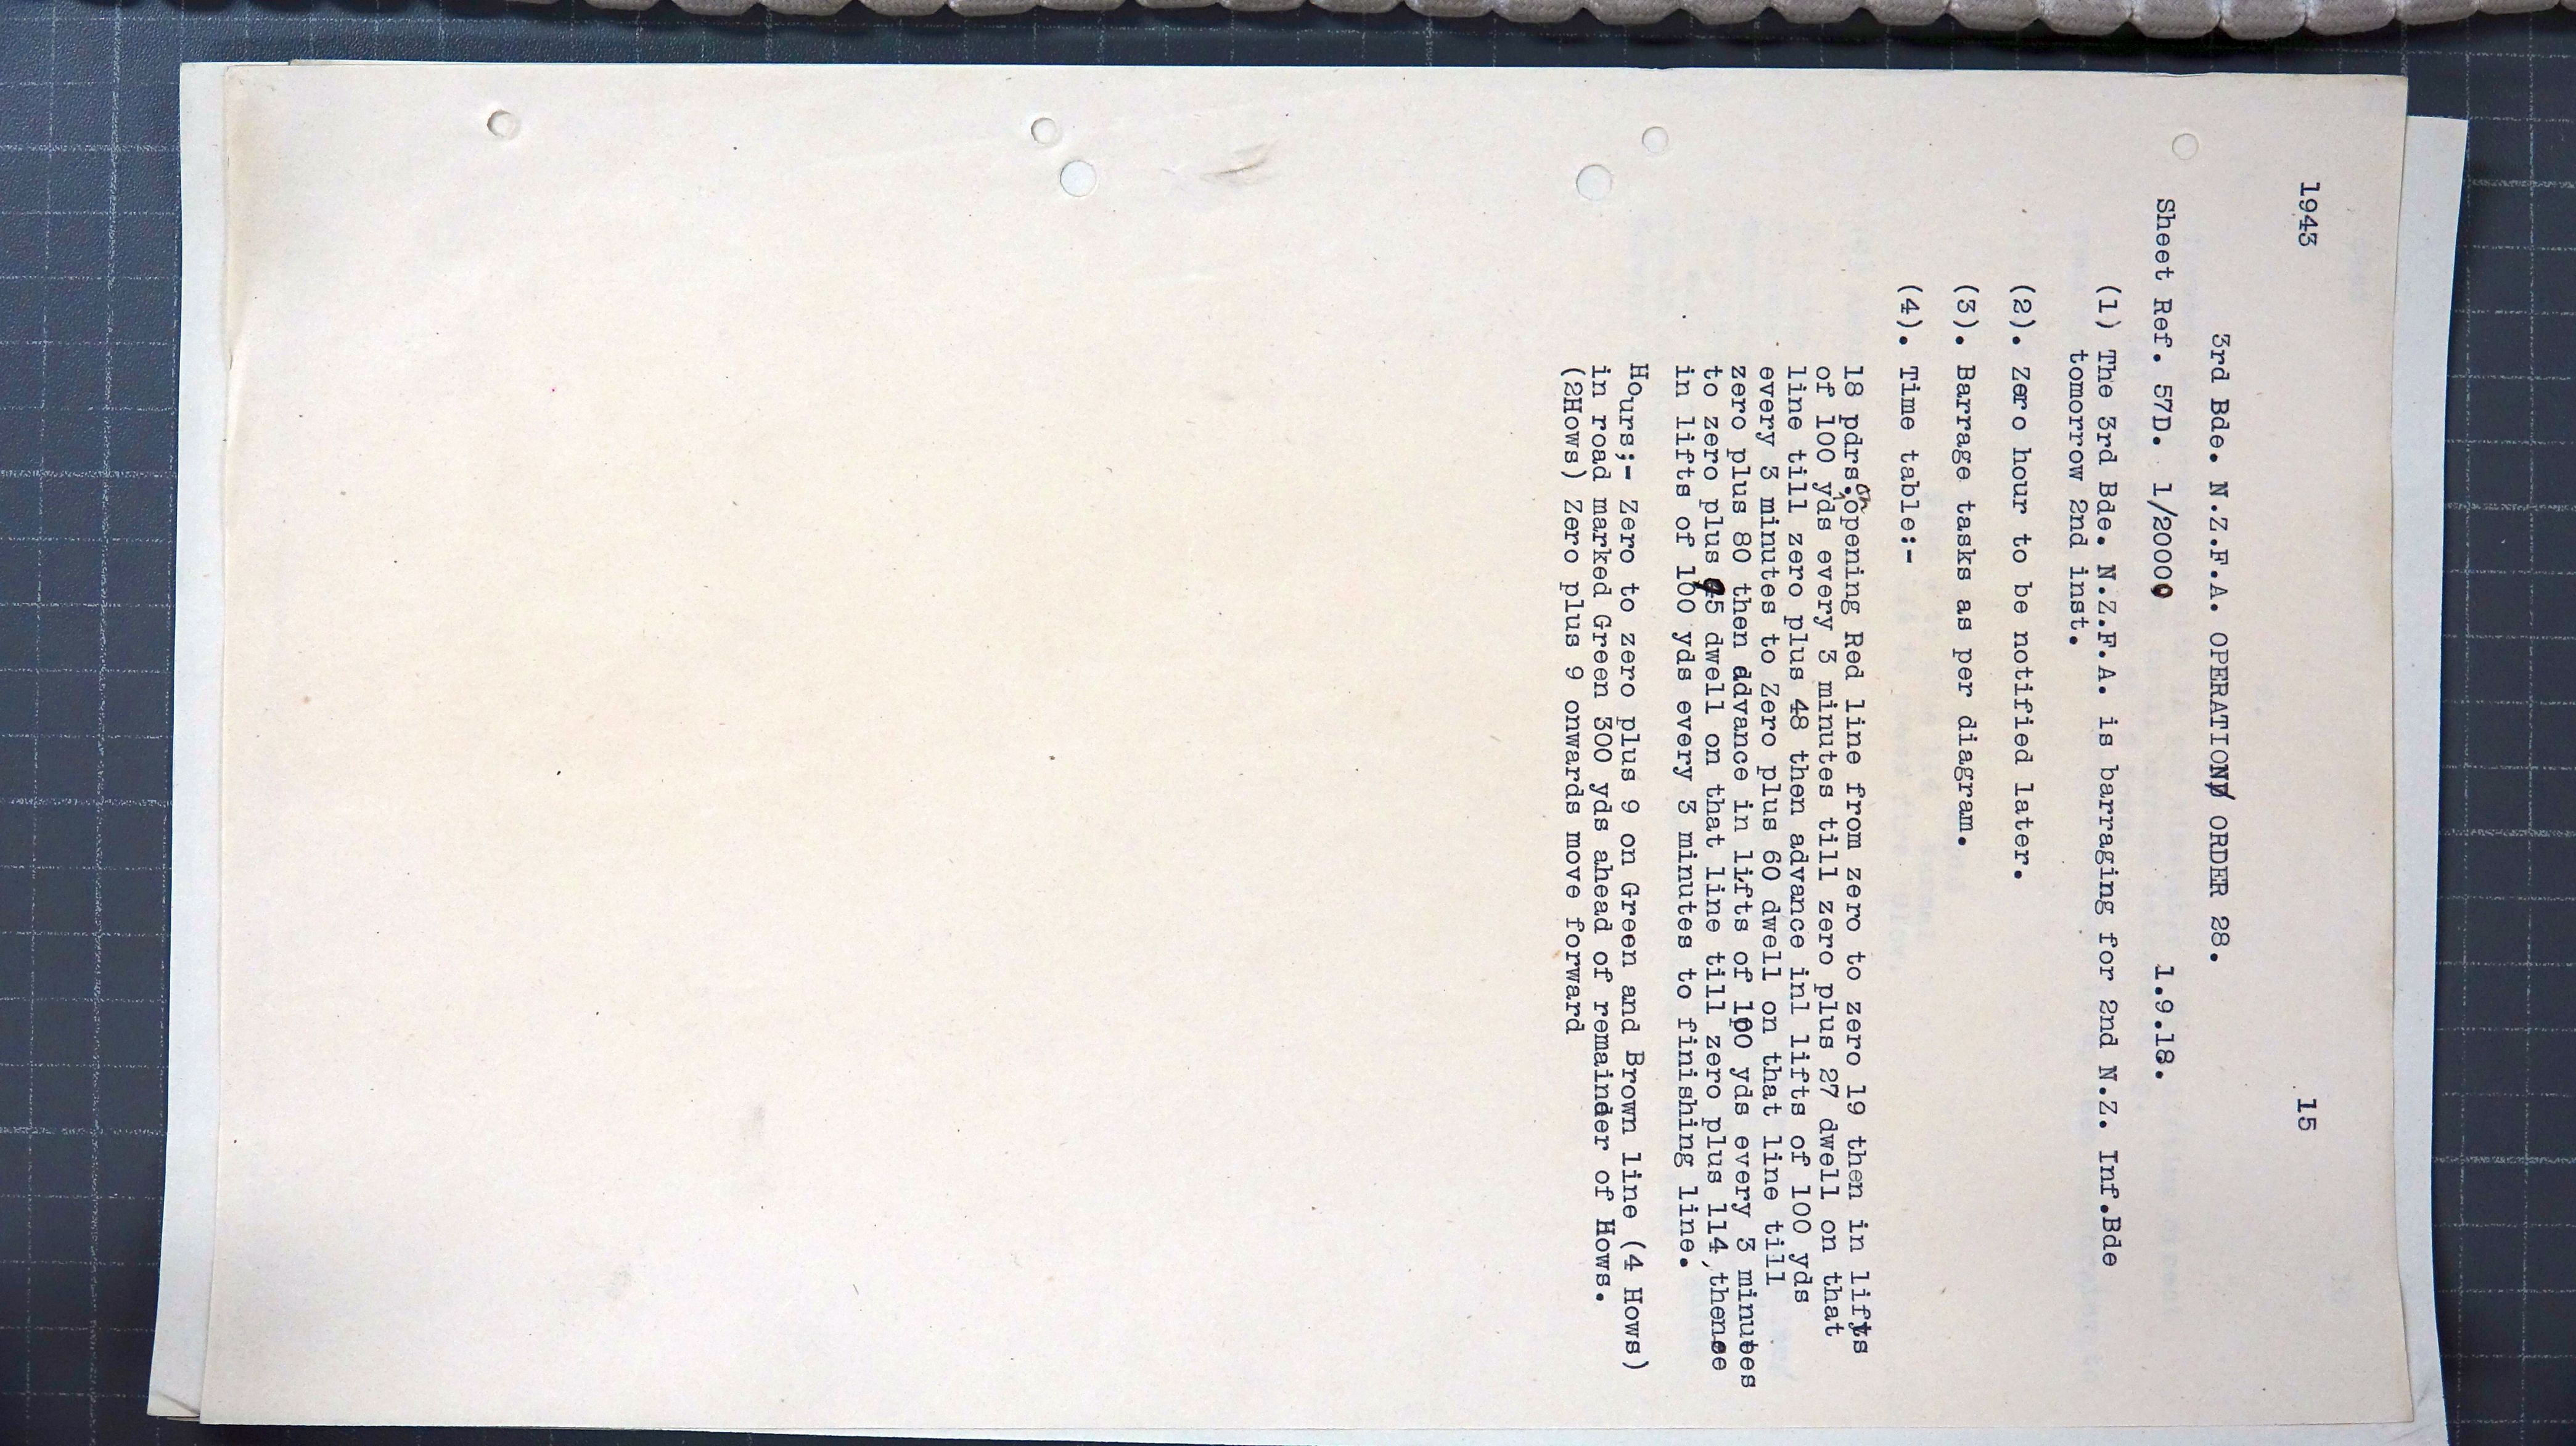 1943 15
3rd Bde. N.Z.F.A. OPERATION ORDER 28.
Sheet Ref. 57D. 1/20000 1.9.18.
(1) The 3rd Bde. N.Z.F.A. is barraging for 2nd N.Z. Inf.Bde
tomorrow 2nd inst.
(2). Zero hour to be notified later.
(3). Barrage tasks as per diagram.
(4). Time table:-
18 pdrs. on opening Red line from zero to zero 19 then in lifts
of 100 yds every 3 minutes till zero plus 27 dwell on that
line till zero plus 48 then advance inl lifts of 100 yds
every 3 minutes to Zero plus 60 dwell on that line till
zero plus 80 then advance in lifts of 100 yds every 3 minutes
to zero plus 95 dwell on that line till zero plus 114,thence
in lifts of 100 yds every 3 minutes to finishing line.
Hours;- Zero to zero plus 9 on Green and Brown line (4 Hows)
in road marked Green 300 yds ahead of remainder of Hows.
(2Hows) Zero plus 9 onwards move forward